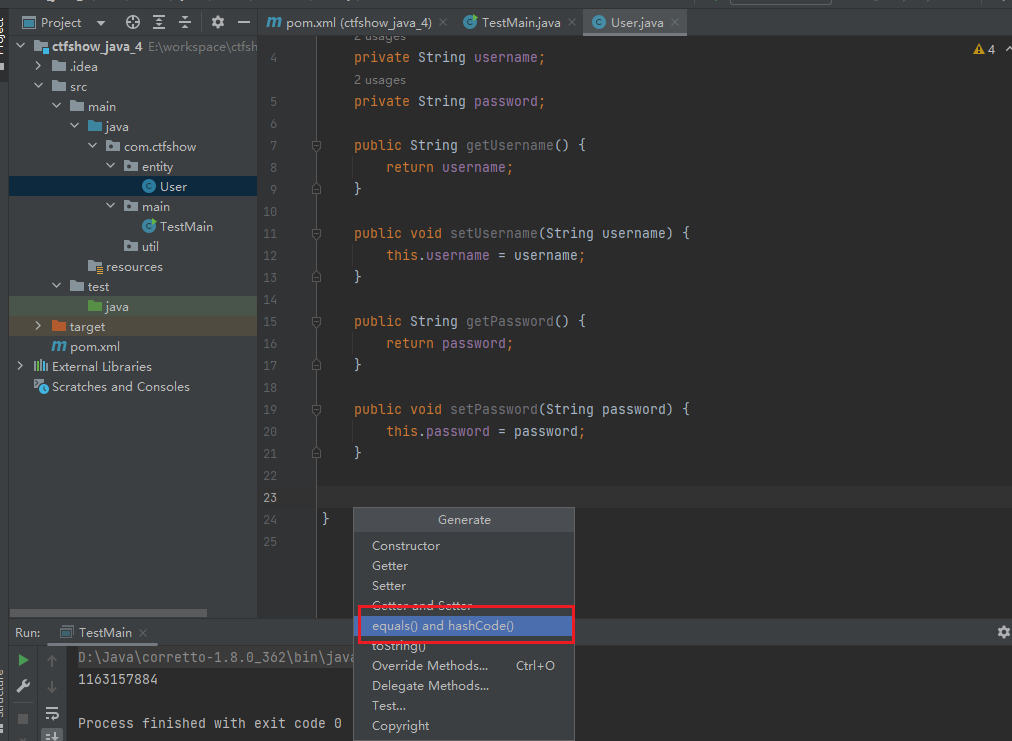 Project
pom.xml (ctfshow_java_4)
TestMain.java
User.java
ctfshow_java_4 E:\workspace\ctfsh
.idea
src
main
java
com.ctfshow
entity
User
main
TestMain
util
resources
test
java
target
pom.xml
External Libraries
Scratches and Consoles
4
2 usages
4 private String username;
2 usages
5 private String password;
6
7 public String getUsername() {
8 return username;
9 }
10
11 public void setUsername(String username) {
12 this.username = username;
13 }
14
15 public String getPassword() {
16 return password;
17 }
18
19 public void setPassword(String password) {
20 this.password = password;
21 }
22
23
24 }
25
Generate
Constructor
Getter
Setter
Getter and Setter
equals() and hashCode()
toString()
Override Methods... Ctrl+O
Delegate Methods...
Test...
Copyright
Run: TestMain
D:\Java\corretto-1.8.0_362\bin\java
1163157884
Process finished with exit code 0